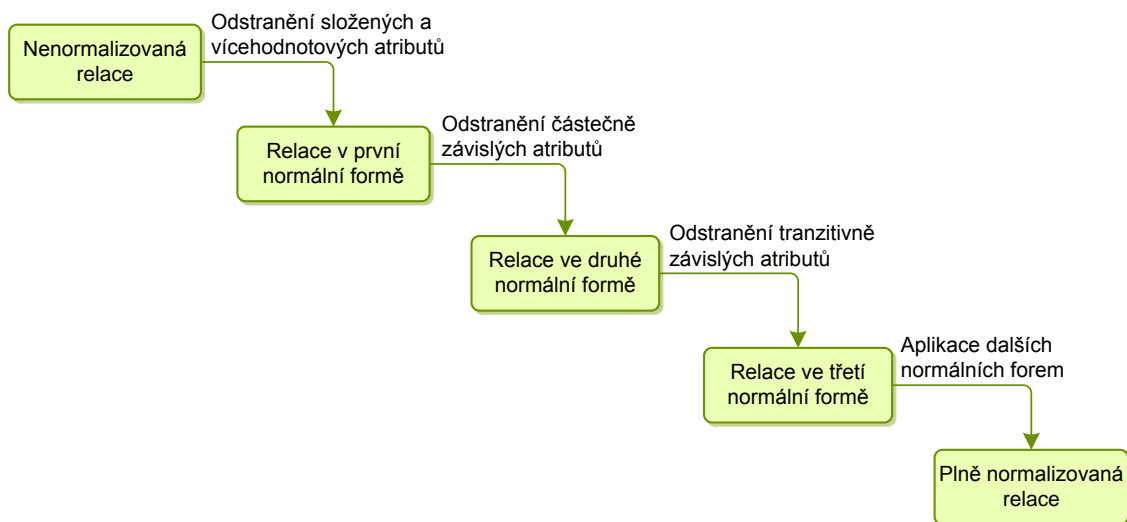 Odstranění složených a
vícehodnotových atributů
Nenormalizovaná
relace
Odstranění částečně
závislých atributů
Relace v první
normální formě
Odstranění tranzitivně
závislých atributů
Relace ve druhé
normální formě
Aplikace dalších
normálních forem
Relace ve třetí
normální formě
Plně normalizovaná
relace